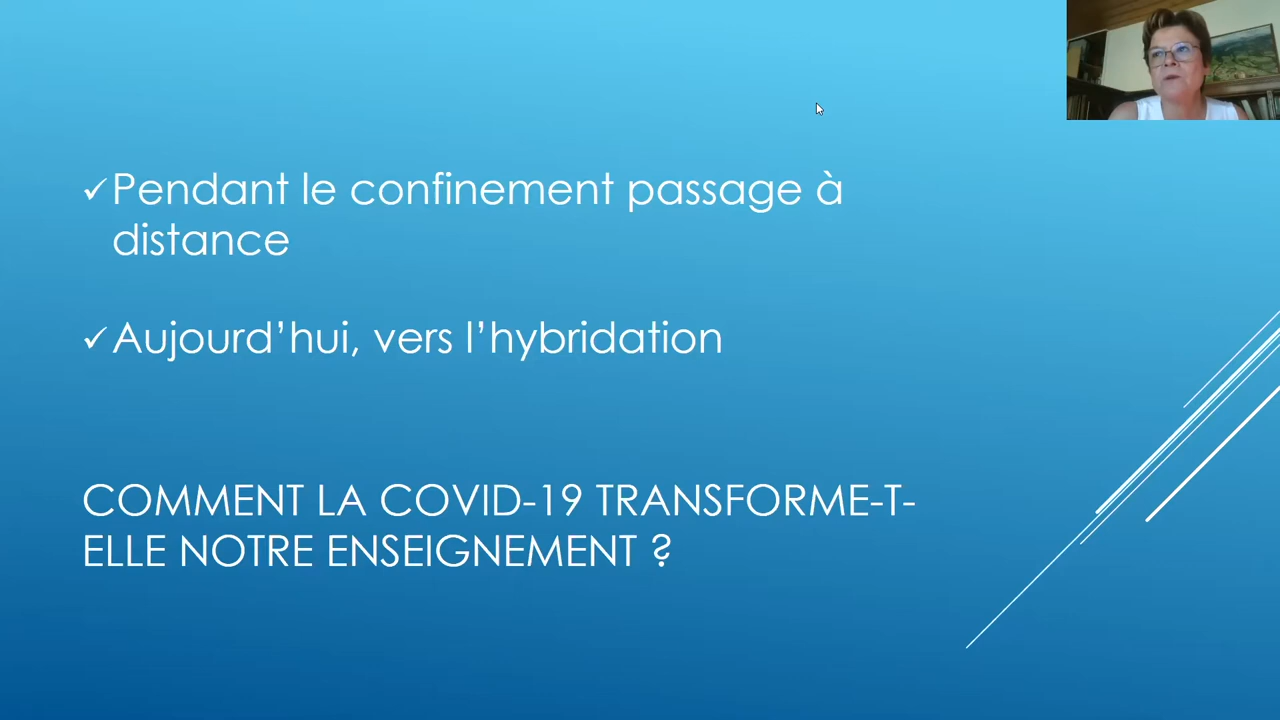 ✓Pendant le confinement passage à
distance
✓Aujourd’hui, vers l’hybridation
COMMENT LA COVID-19 TRANSFORME-T-
ELLE NOTRE ENSEIGNEMENT ?